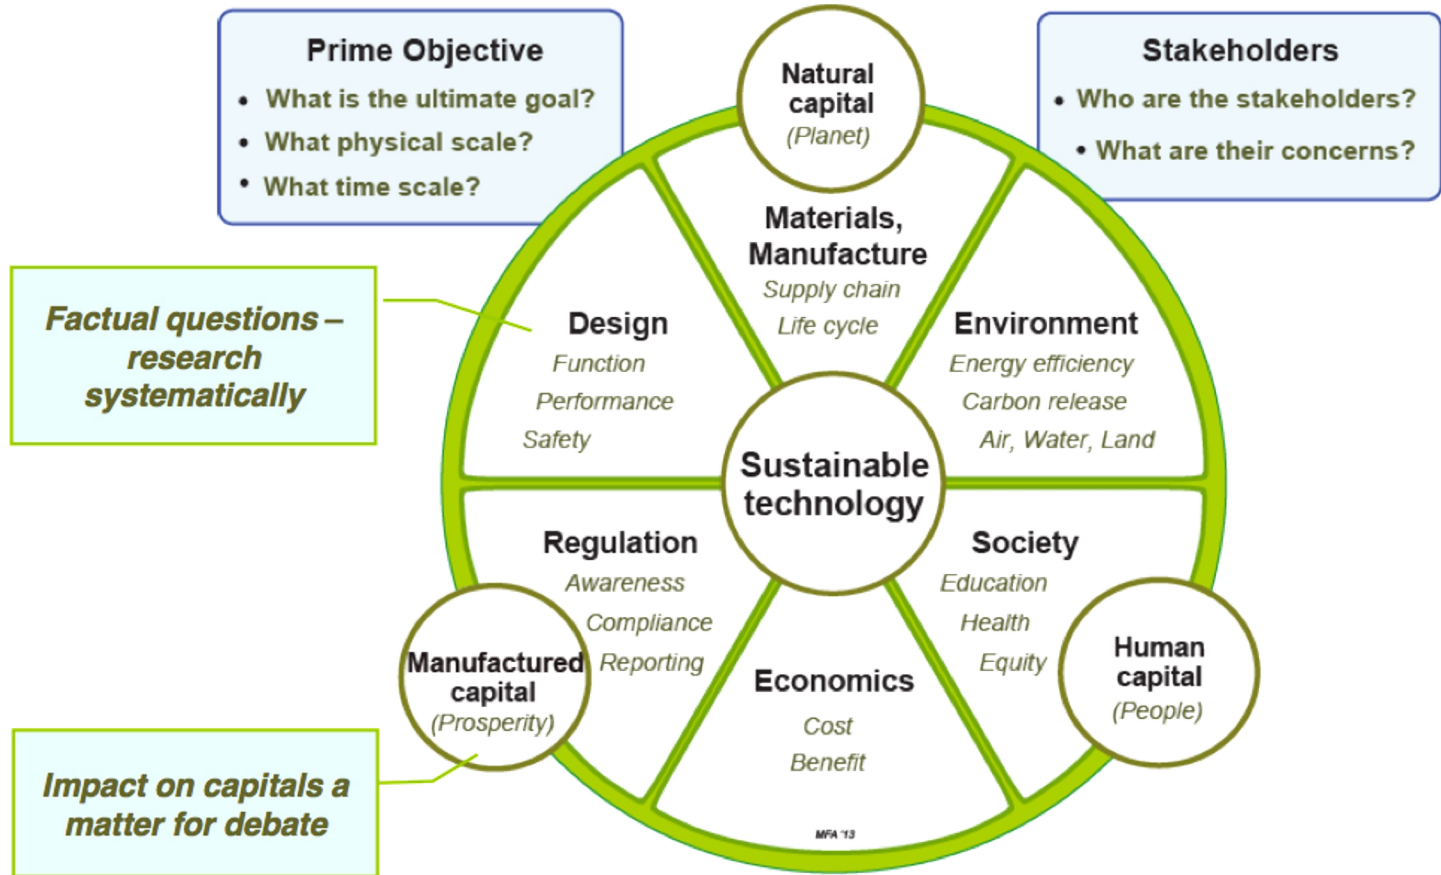 Prime Objective
• What is the ultimate goal?
• What physical scale?
• What time scale?
Stakeholders
• Who are the stakeholders?
• What are their concerns?
Natural
capital
(Planet)
Materials,
Manufacture
Supply chain
Life cycle
Factual questions –
research
systematically
Design
Function
Performance
Safety
Environment
Energy efficiency
Carbon release
Air, Water, Land
Sustainable
technology
Regulation
Awareness
Compliance
Reporting
Society
Education
Health
Equity
Manufactured
capital
(Prosperity)
Economics
Cost
Benefit
Human
capital
(People)
Impact on capitals a
matter for debate
MFA '13